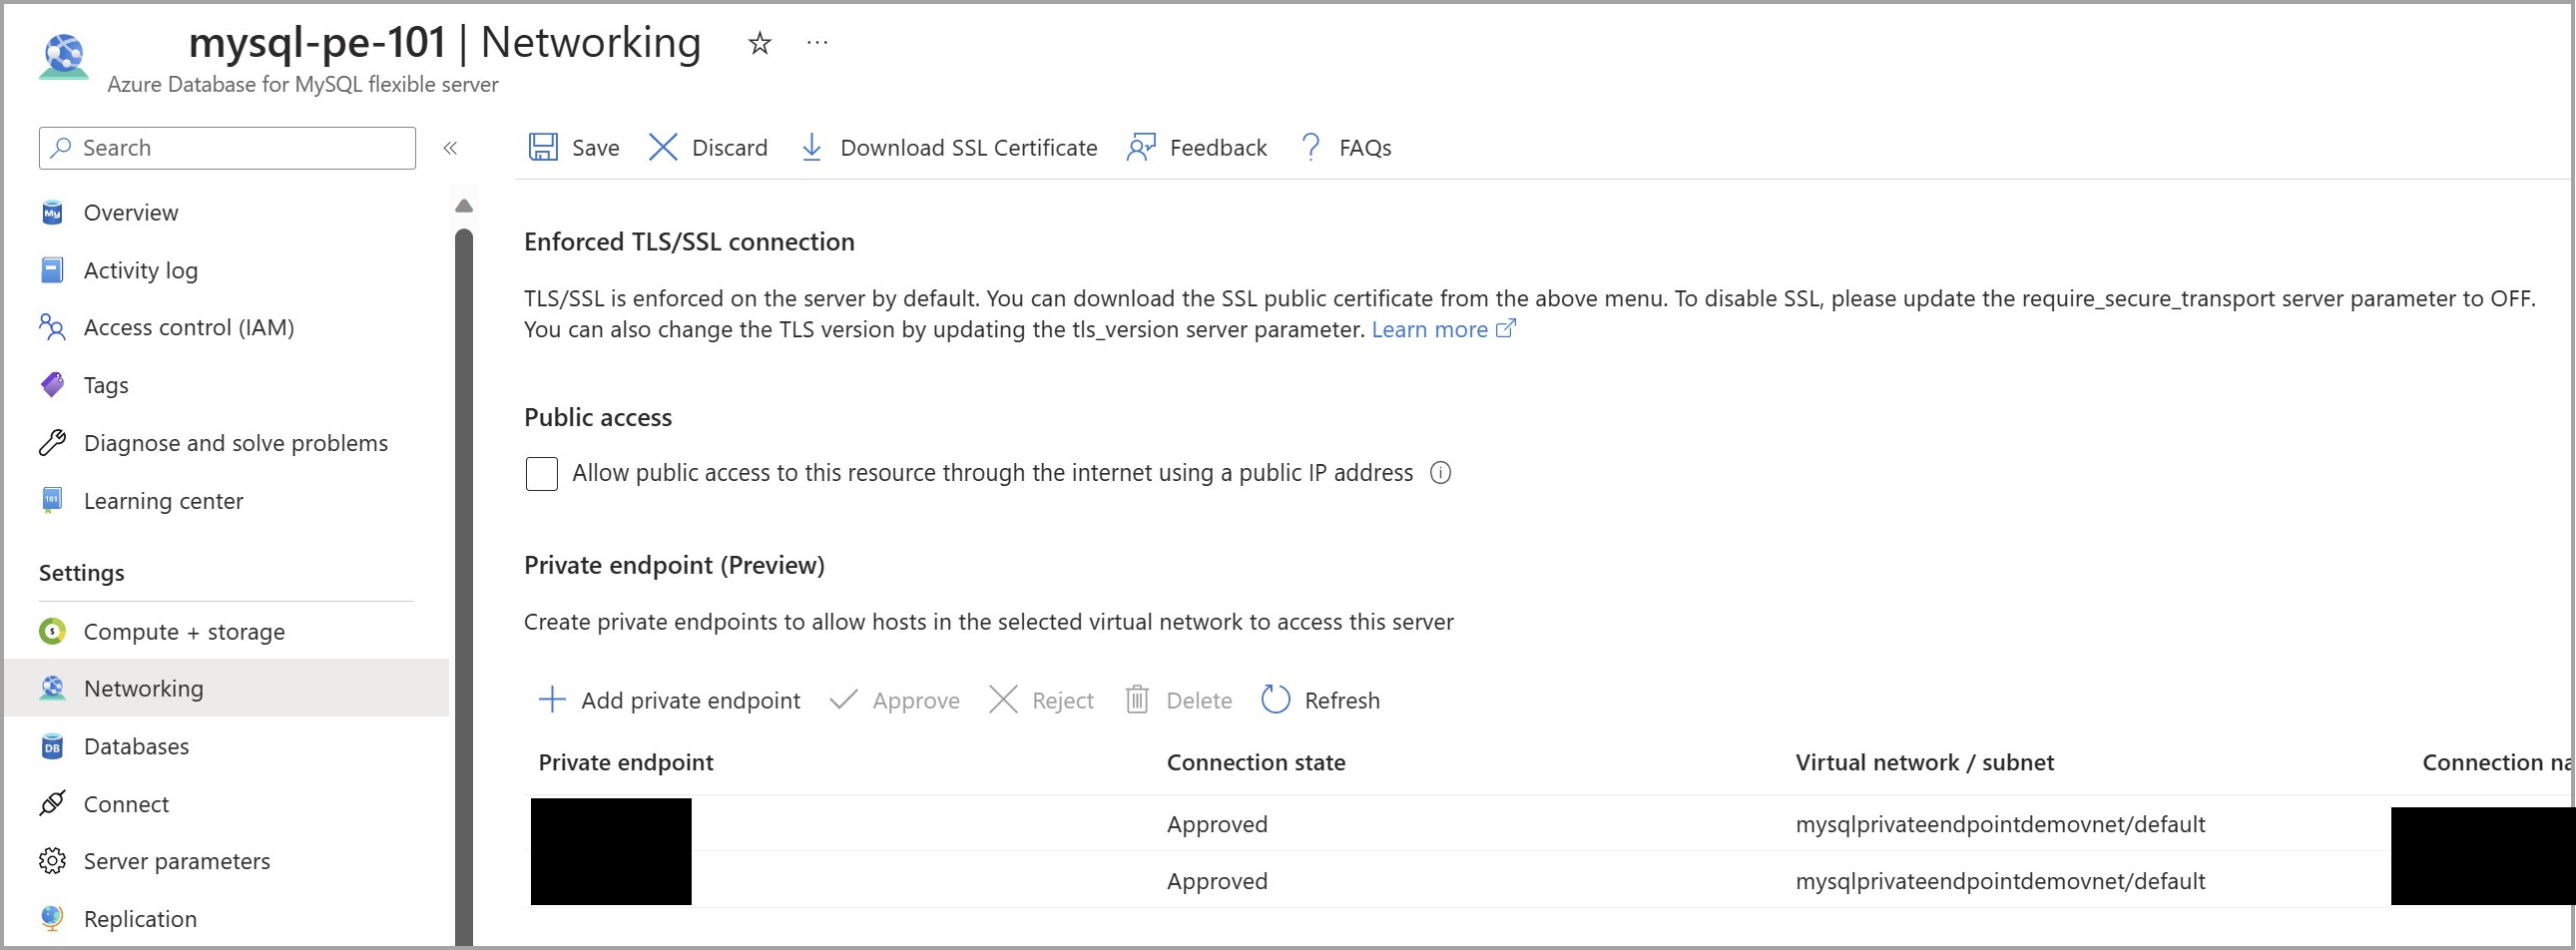 mysql-pe-101 | Networking ☆ ···
Azure Database for MySQL flexible server
Search «
Overview
Activity log
Access control (IAM)
Tags
Diagnose and solve problems
Learning center
Settings
Compute + storage
Networking
Databases
Connect
Server parameters
Replication
Save Discard Download SSL Certificate Feedback FAQs
Enforced TLS/SSL connection
TLS/SSL is enforced on the server by default. You can download the SSL public certificate from the above menu. To disable SSL, please update the require_secure_transport server parameter to OFF.
You can also change the TLS version by updating the tls_version server parameter. Learn more
Public access
Allow public access to this resource through the internet using a public IP address
Private endpoint (Preview)
Create private endpoints to allow hosts in the selected virtual network to access this server
Add private endpoint Approve Reject Delete Refresh
Private endpoint Connection state Virtual network / subnet Connection na
Approved mysqlprivateendpointdemovnet/default
Approved mysqlprivateendpointdemovnet/default